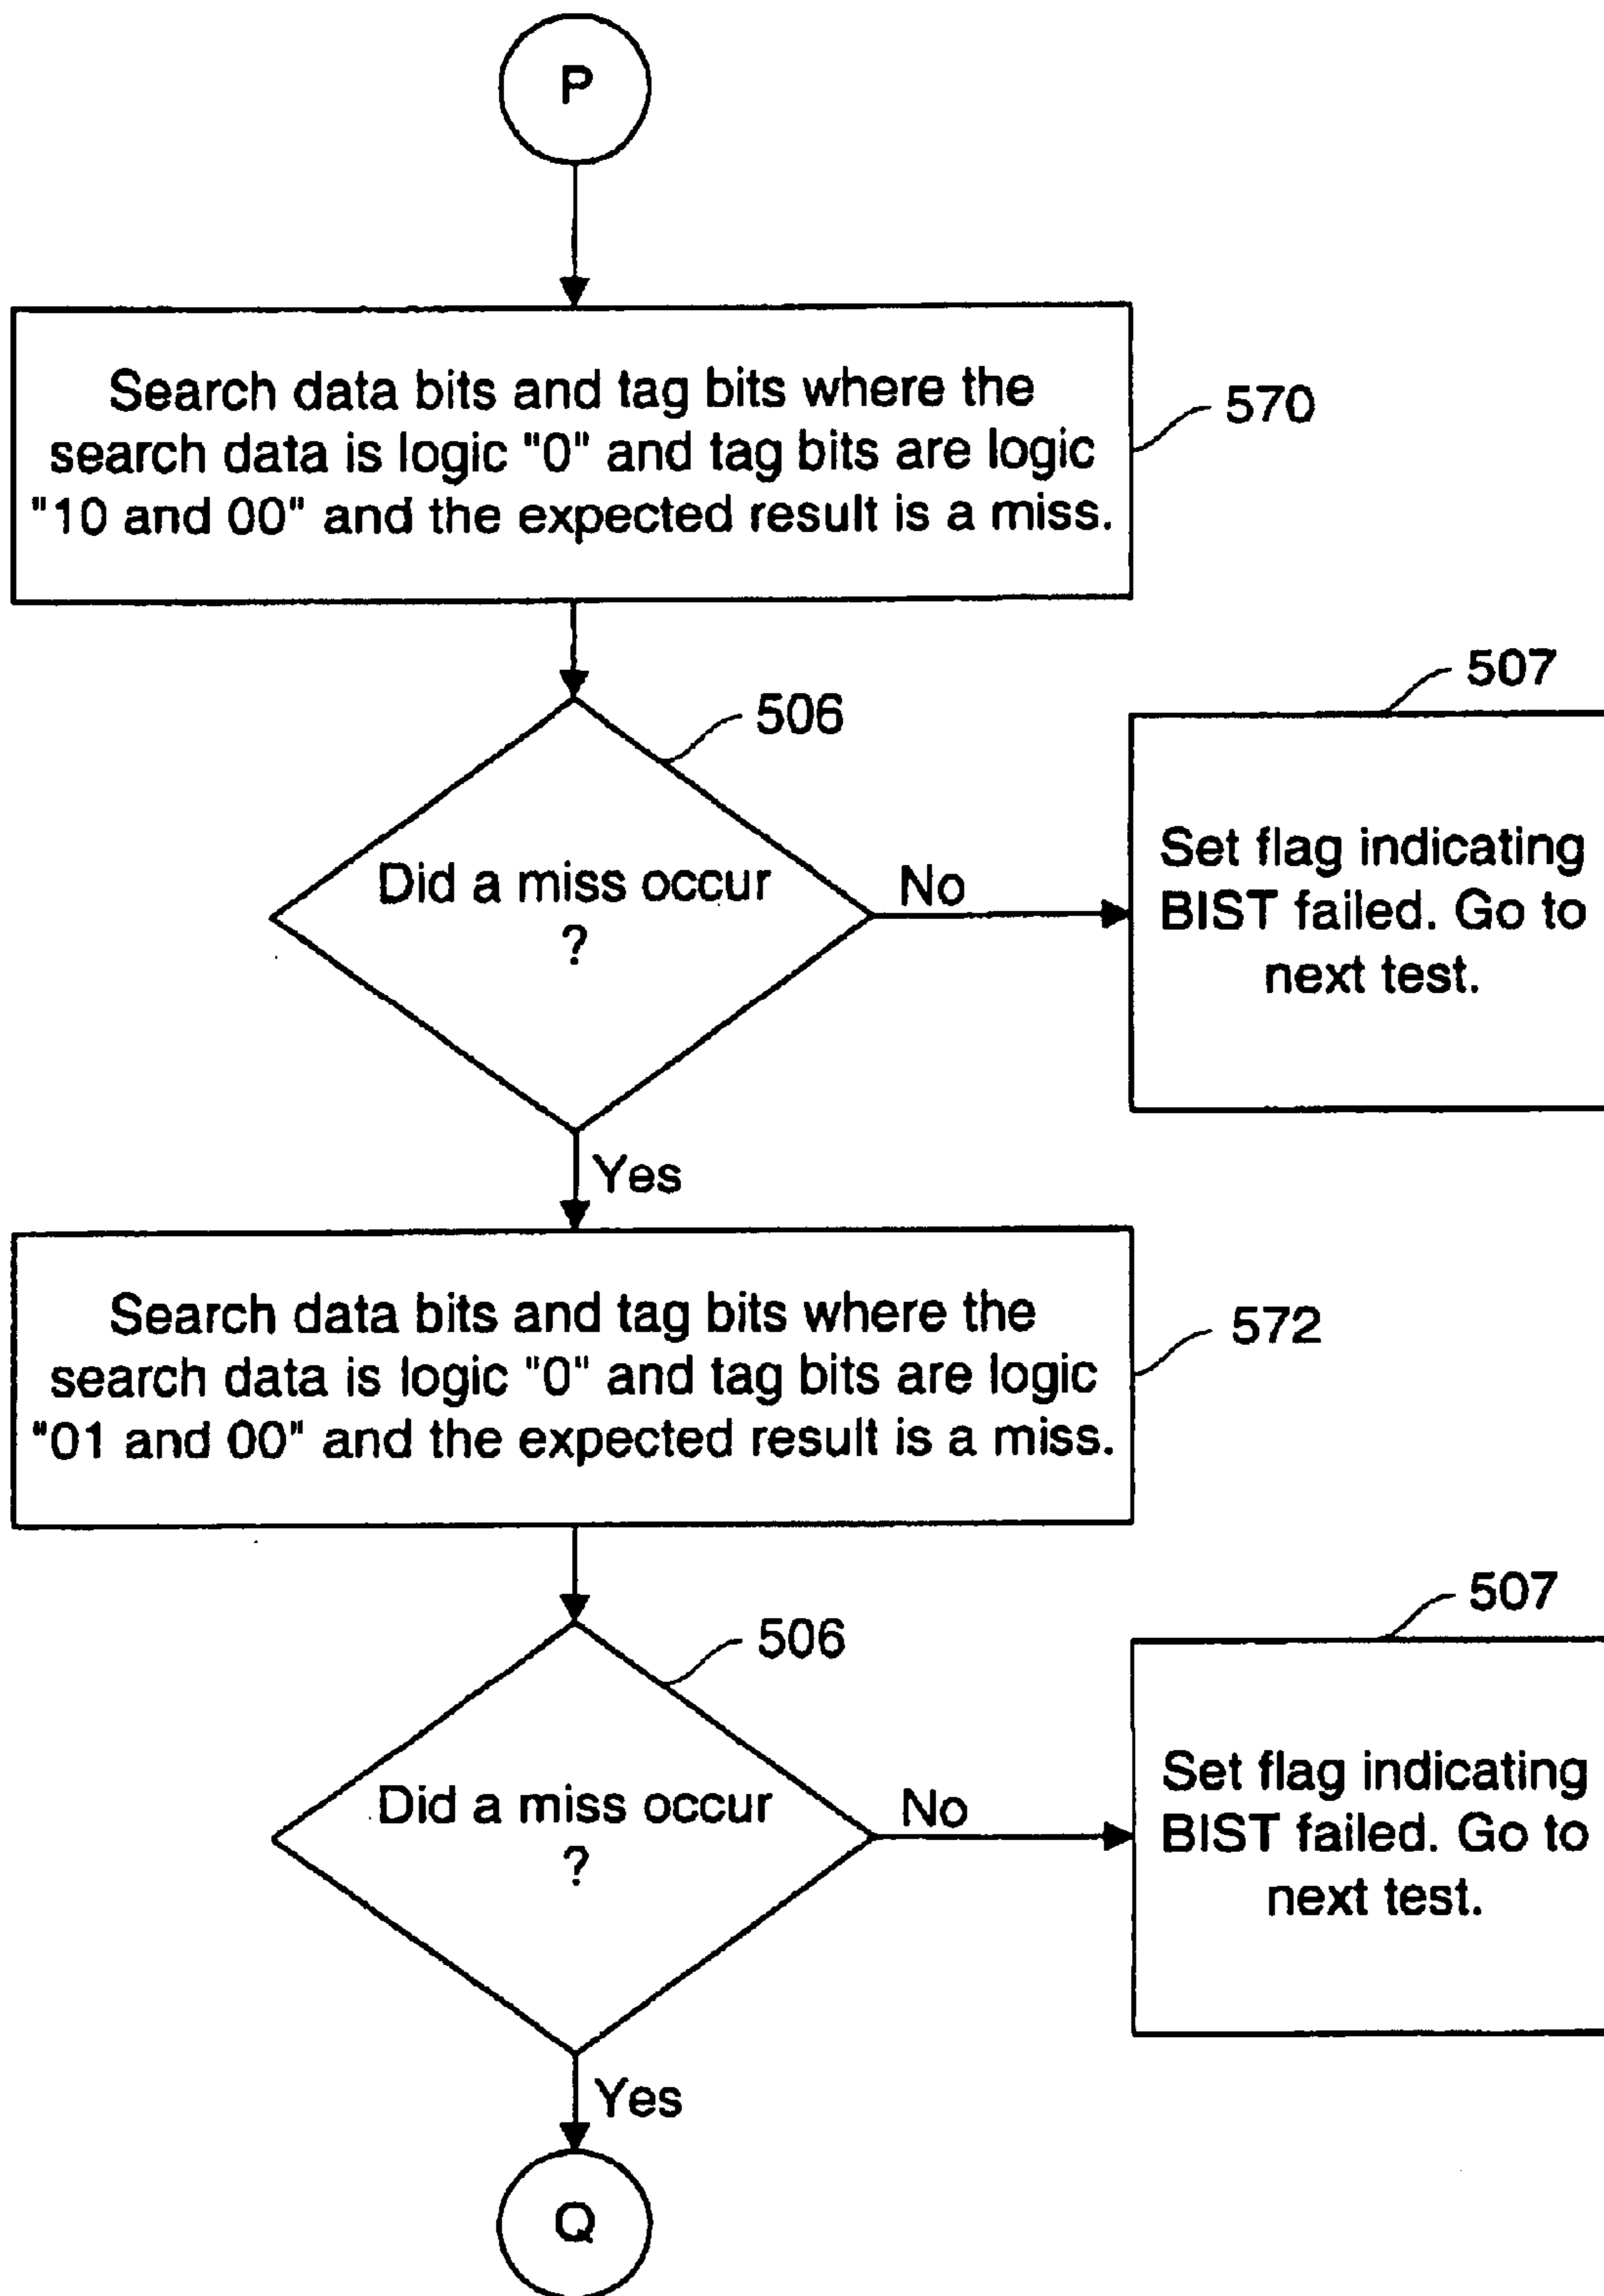 P
Search data bits and tag bits where the
search data is logic "0" and tag bits are logic
"10 and 00" and the expected result is a miss.
570
506
Did a miss occur
?
No
507
Set flag indicating
BIST failed. Go to
next test.
Yes
Search data bits and tag bits where the
search data is logic "0" and tag bits are logic
"01 and 00" and the expected result is a miss.
572
506
Did a miss occur
?
No
507
Set flag indicating
BIST failed. Go to
next test.
Yes
Q